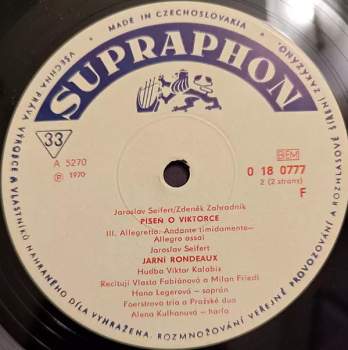 MADE IN CZECHOSLOVAKIA
SUPRAPHON
33
A 5270
℗ 1970
GEM
0 18 0777
2 (2 strana)
F
Jaroslav Seifert/Zdeněk Zahradník
PÍSEŇ O VIKTORCE
III. Allegretto—Andante timidamente—
Allegro assai
Jaroslav Seifert
JARNÍ RONDEAUX
Hudba Viktor Kalabis
Recitují Vlasta Fabiánová a Milan Friedl
Hana Legerová — soprán
Foerstrovo trio a Pražské duo
Alena Kulhanová — harfa
VŠECHNA PRÁVA VÝROBCE A VLASTNÍKŮ NAHRANÉHO DÍLA VYHRAŽENA. ROZMNOŽOVÁNÍ VEŘEJNÉ PROVOZOVÁNÍ A ROZHLASOVÉ ŠÍŘENÍ ZAKÁZÁNO.